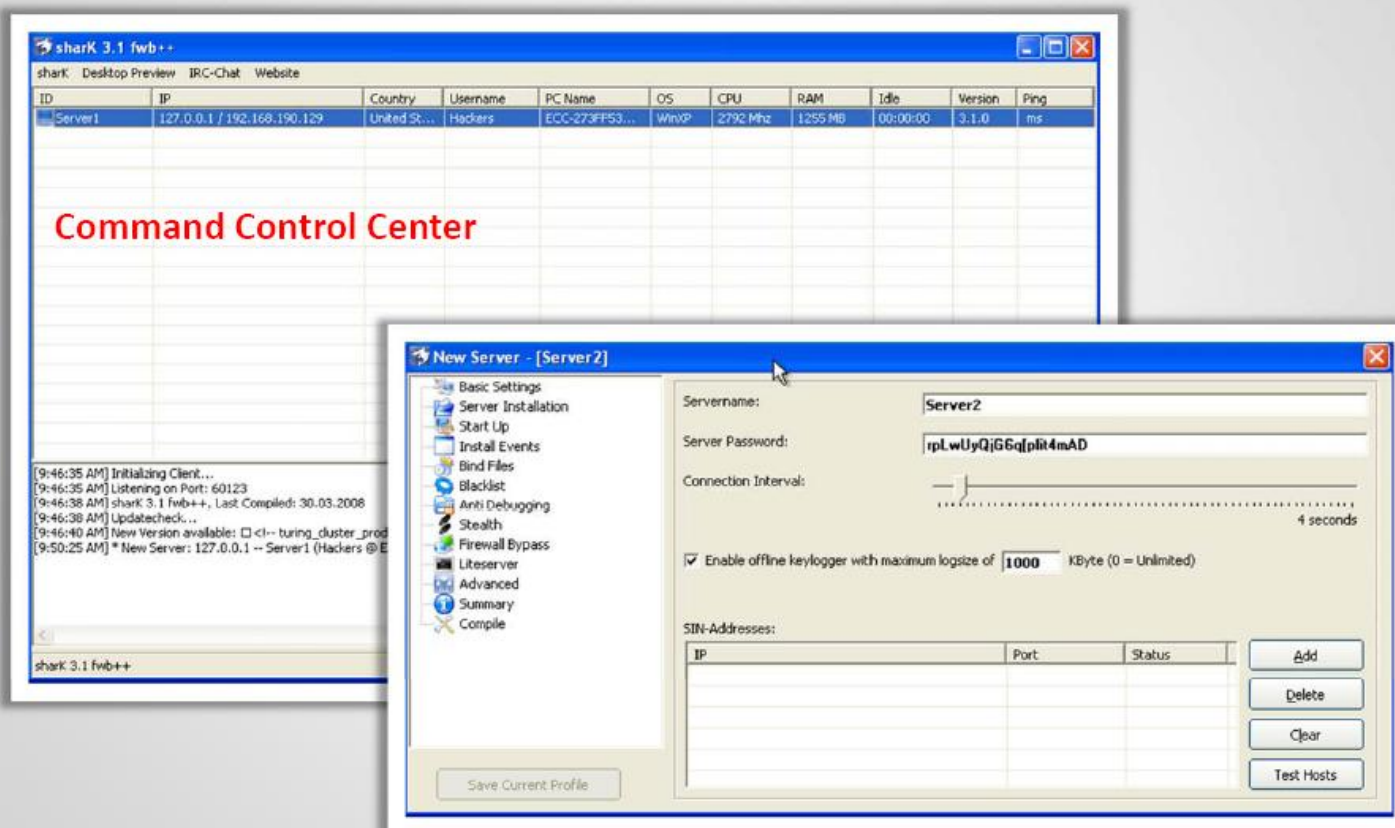 sharK 3.1 fwb++
sharK Desktop Preview IRC-Chat Website
ID IP Country Username PC Name OS CPU RAM Idle Version Ping
Server1 127.0.0.1 / 192.168.190.129 United St... Hackers ECC-273FF53... WinXP 2792 Mhz 1255 MB 00:00:00 3.1.0 ms
Command Control Center
[9:46:35 AM] Initializing Client...
[9:46:35 AM] Listening on Port: 60123
[9:46:38 AM] sharK 3.1 fwb++, Last Compiled: 30.03.2008
[9:46:38 AM] Updatecheck...
[9:46:40 AM] New Version available: □ <!-- turing_cluster_prod
[9:50:25 AM] * New Server: 127.0.0.1 -- Server1 (Hackers @ E
sharK 3.1 fwb++
New Server - [Server2]
Basic Settings
Server Installation
Start Up
Install Events
Bind Files
Blacklist
Anti Debugging
Stealth
Firewall Bypass
Liteserver
Advanced
Summary
Compile
Save Current Profile
Servername: Server2
Server Password:
Connection Interval:
4 seconds
Enable offline keylogger with maximum logsize of 1000 KByte (0 = Unlimited)
SIN-Addresses:
IP Port Status
Add
Delete
Clear
Test Hosts